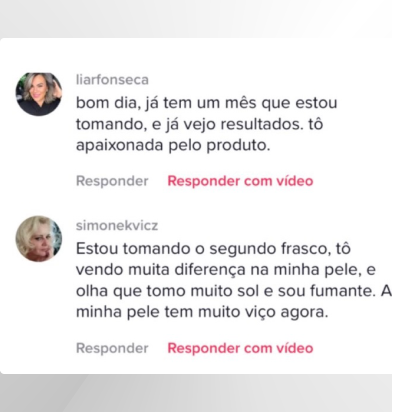 liarfonseca
bom dia, já tem um mês que estou
tomando, e já vejo resultados. tô
apaixonada pelo produto.
Responder Responder com vídeo
simonekvicz
Estou tomando o segundo frasco, tô
vendo muita diferença na minha pele, e
olha que tomo muito sol e sou fumante. A
minha pele tem muito viço agora.
Responder Responder com vídeo